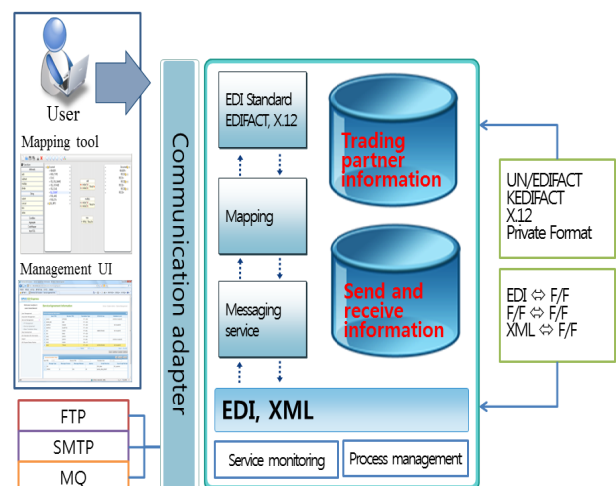 User
Mapping tool
Management UI
FTP
SMTP
MQ
Communication adapter
EDI Standard
EDIFACT, X.12
Mapping
Messaging
service
Trading
partner
information
Send and
receive
information
EDI, XML
Service monitoring
Process management
UN/EDIFACT
KEDIFACT
X.12
Private Format
EDI ⇔ F/F
F/F ⇔ F/F
XML ⇔ F/F